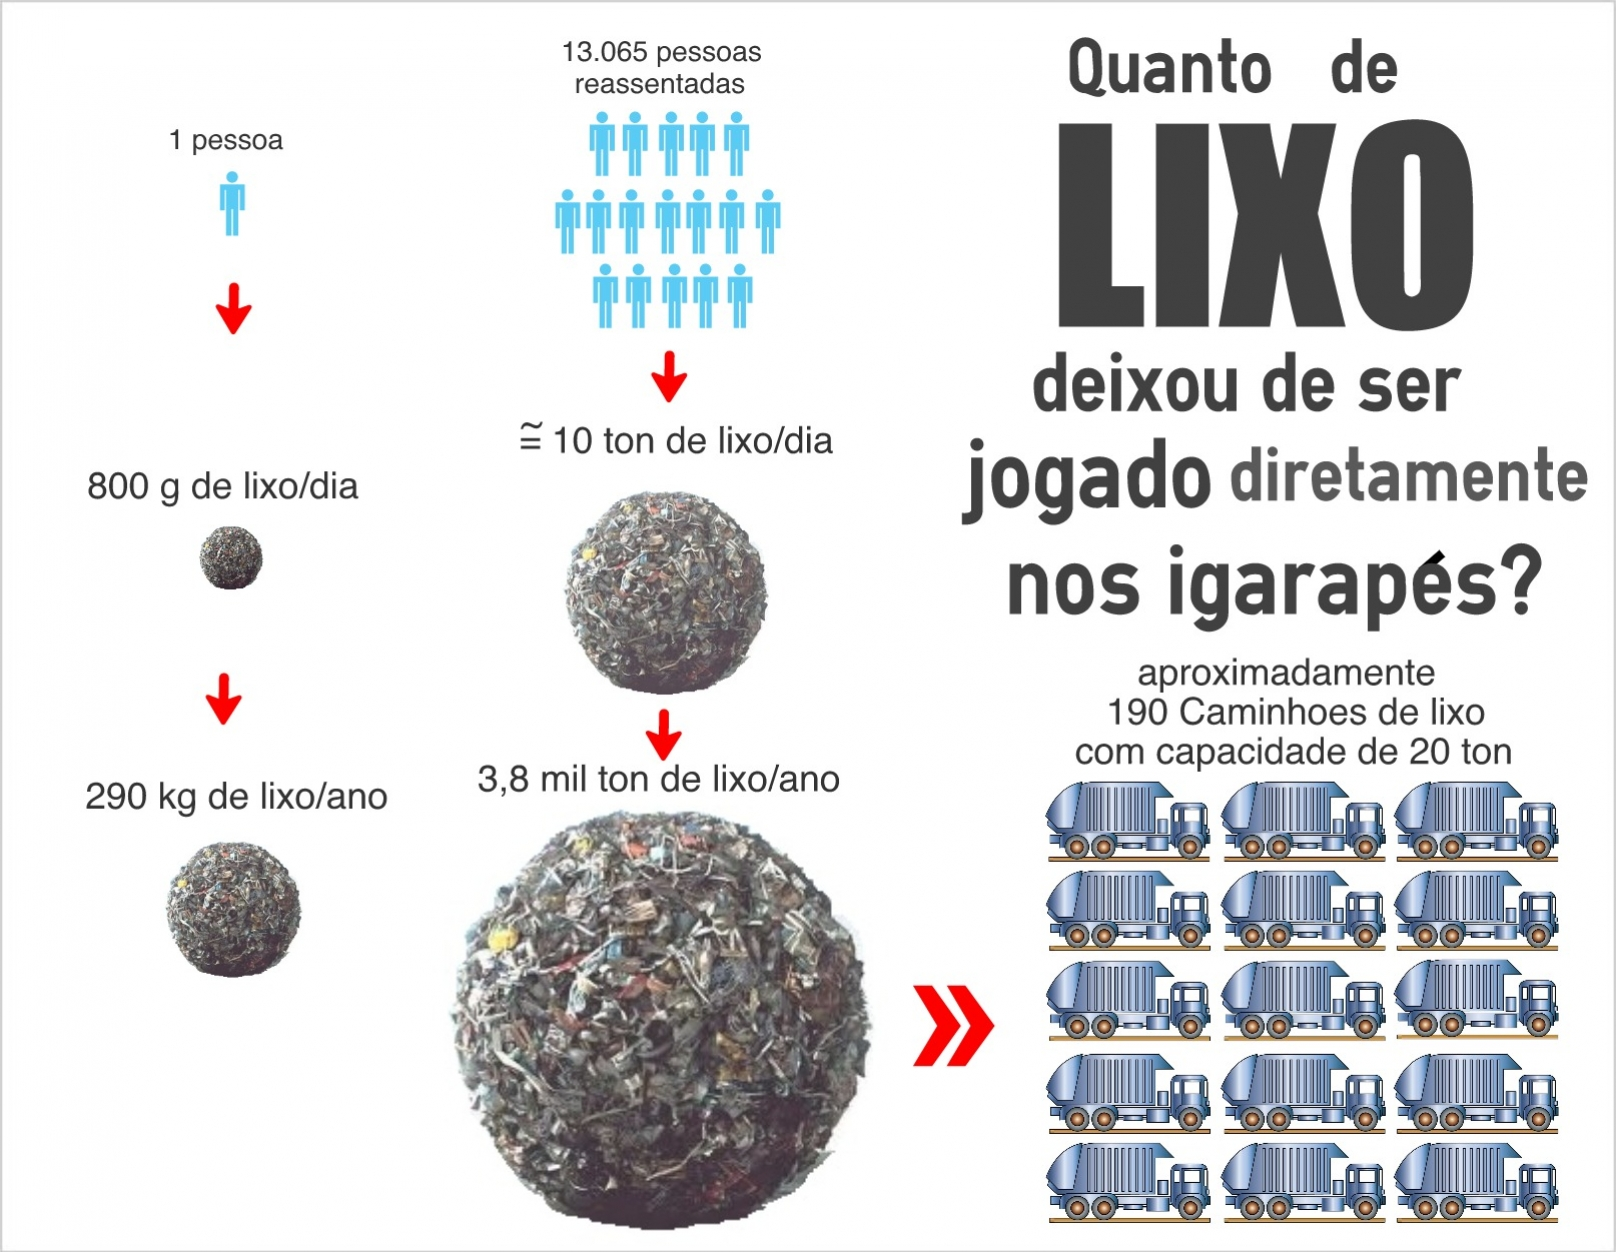 1 pessoa
800 g de lixo/dia
290 kg de lixo/ano
13.065 pessoas
reassentadas
≅ 10 ton de lixo/dia
3,8 mil ton de lixo/ano
Quanto de
LIXO
deixou de ser
jogado diretamente
nos igarapés?
aproximadamente
190 Caminhoes de lixo
com capacidade de 20 ton